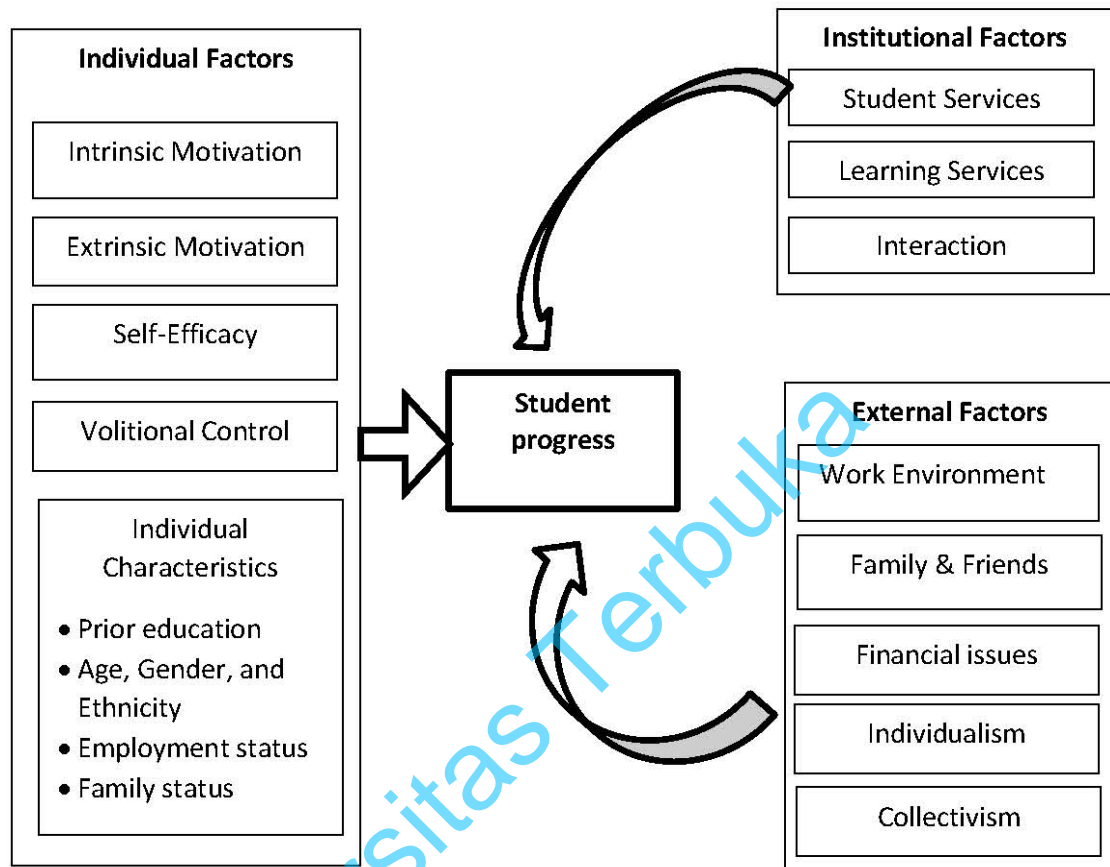 Individual Factors
Intrinsic Motivation
Extrinsic Motivation
Self-Efficacy
Volitional Control
Individual
Characteristics
• Prior education
• Age, Gender, and
Ethnicity
• Employment status
• Family status
Student
progress
Institutional Factors
Student Services
Learning Services
Interaction
External Factors
Work Environment
Family & Friends
Financial issues
Individualism
Collectivism
sitas Terbuka